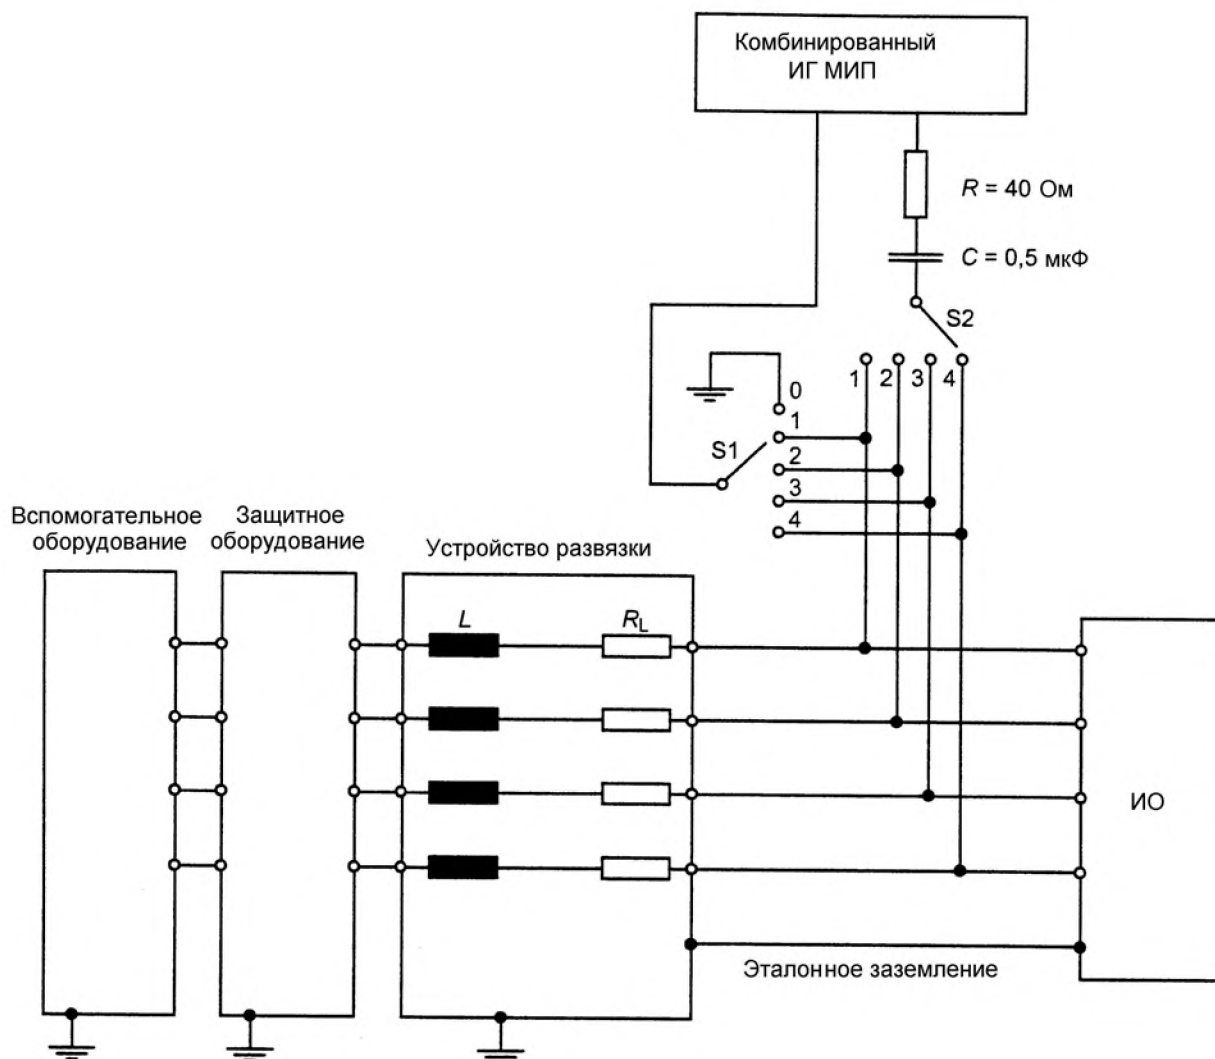 Комбинированный
ИГ МИП
R = 40 Ом
C = 0,5 мкФ
S2
1 2 3 4
0
1
S1
2
3
4
Вспомогательное
оборудование
Защитное
оборудование
Устройство развязки
L
RL
ИО
Эталонное заземление